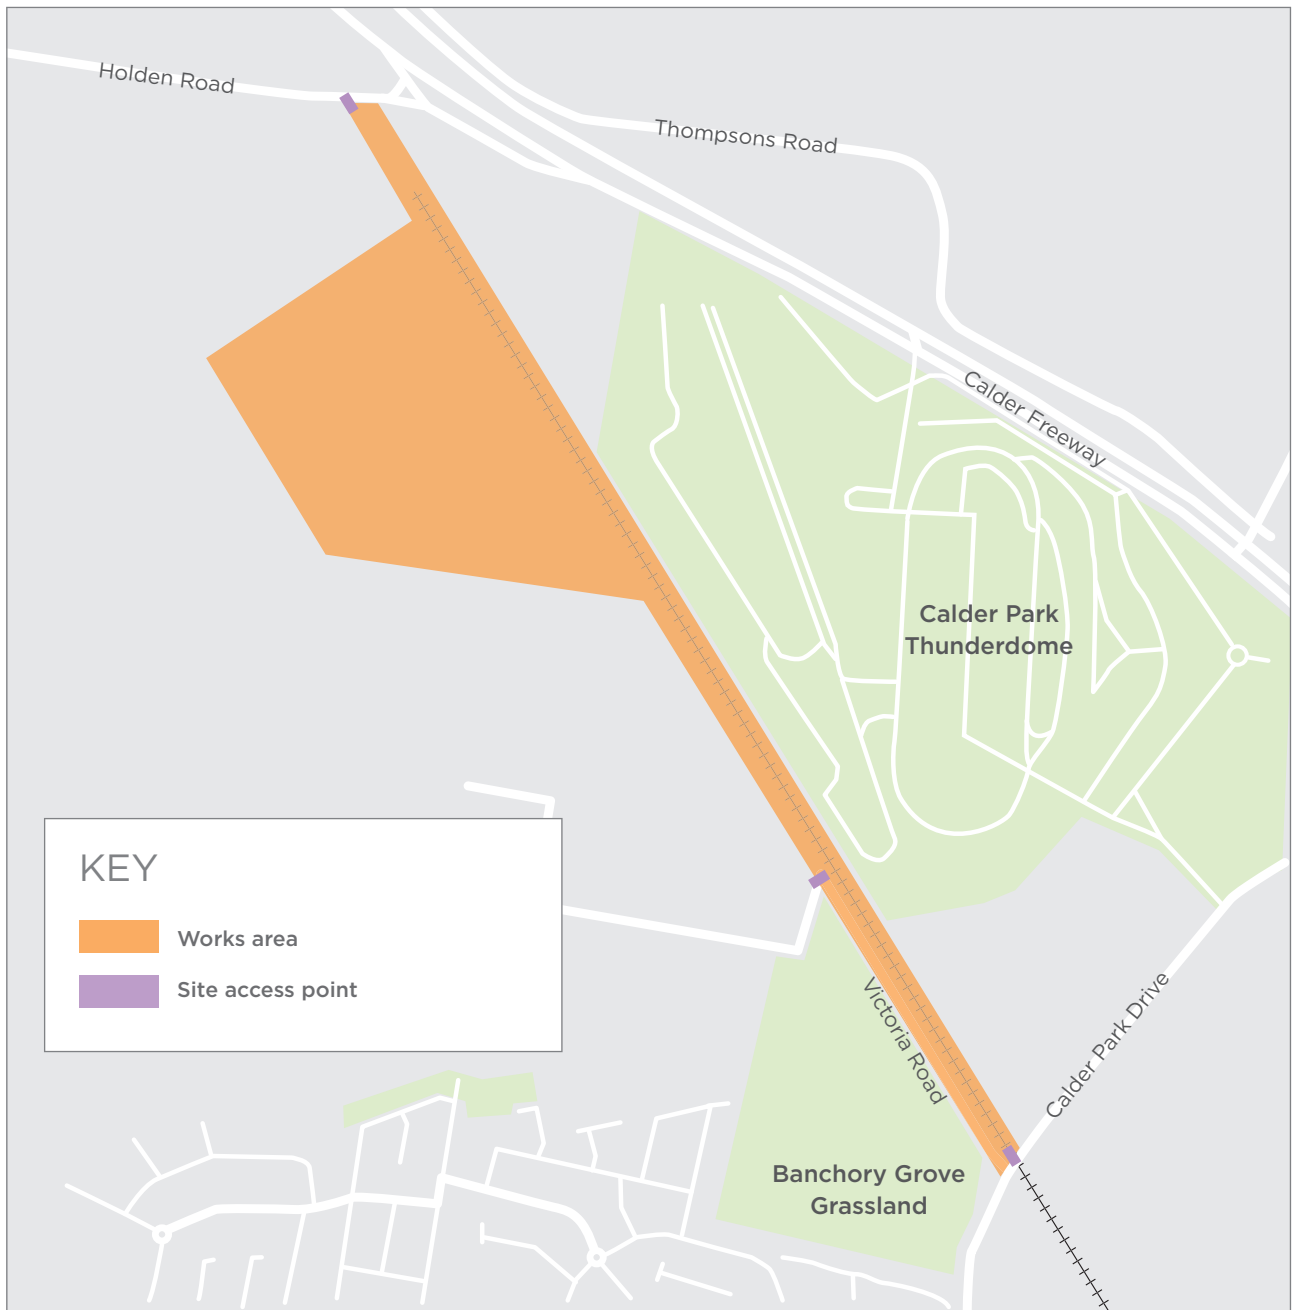 Holden Road
Thompsons Road
Calder Freeway
Calder Park
Thunderdome
KEY
Works area
Site access point
Victoria Road
Calder Park Drive
Banchory Grove
Grassland